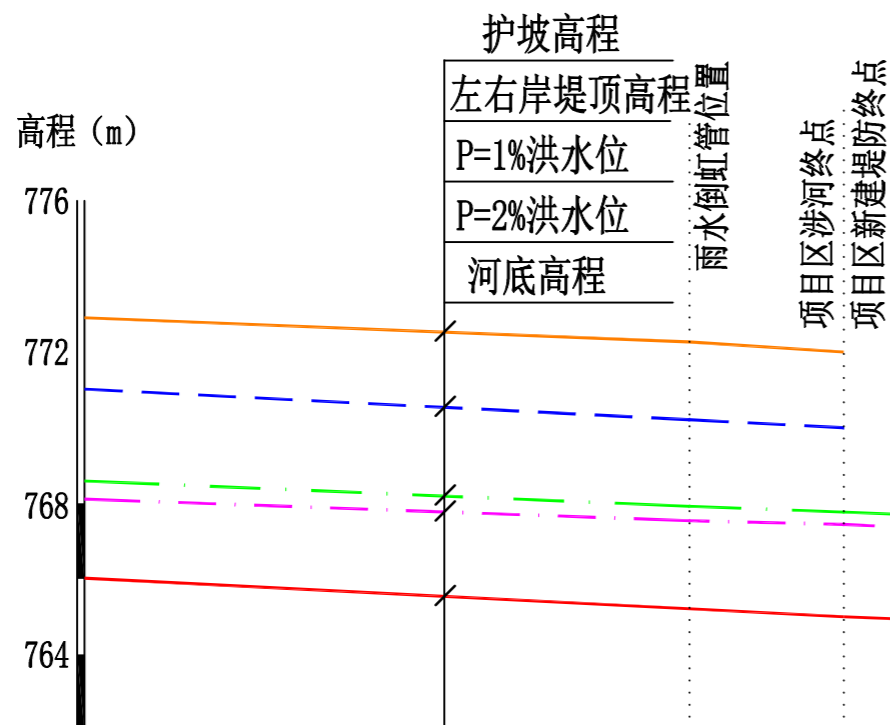 护坡高程
左右岸堤顶高程
P=1%洪水位
P=2%洪水位
河底高程
高程（m）
776
772
768
764
雨水倒虹管位置
项目区涉河终点
项目区新建堤防终点